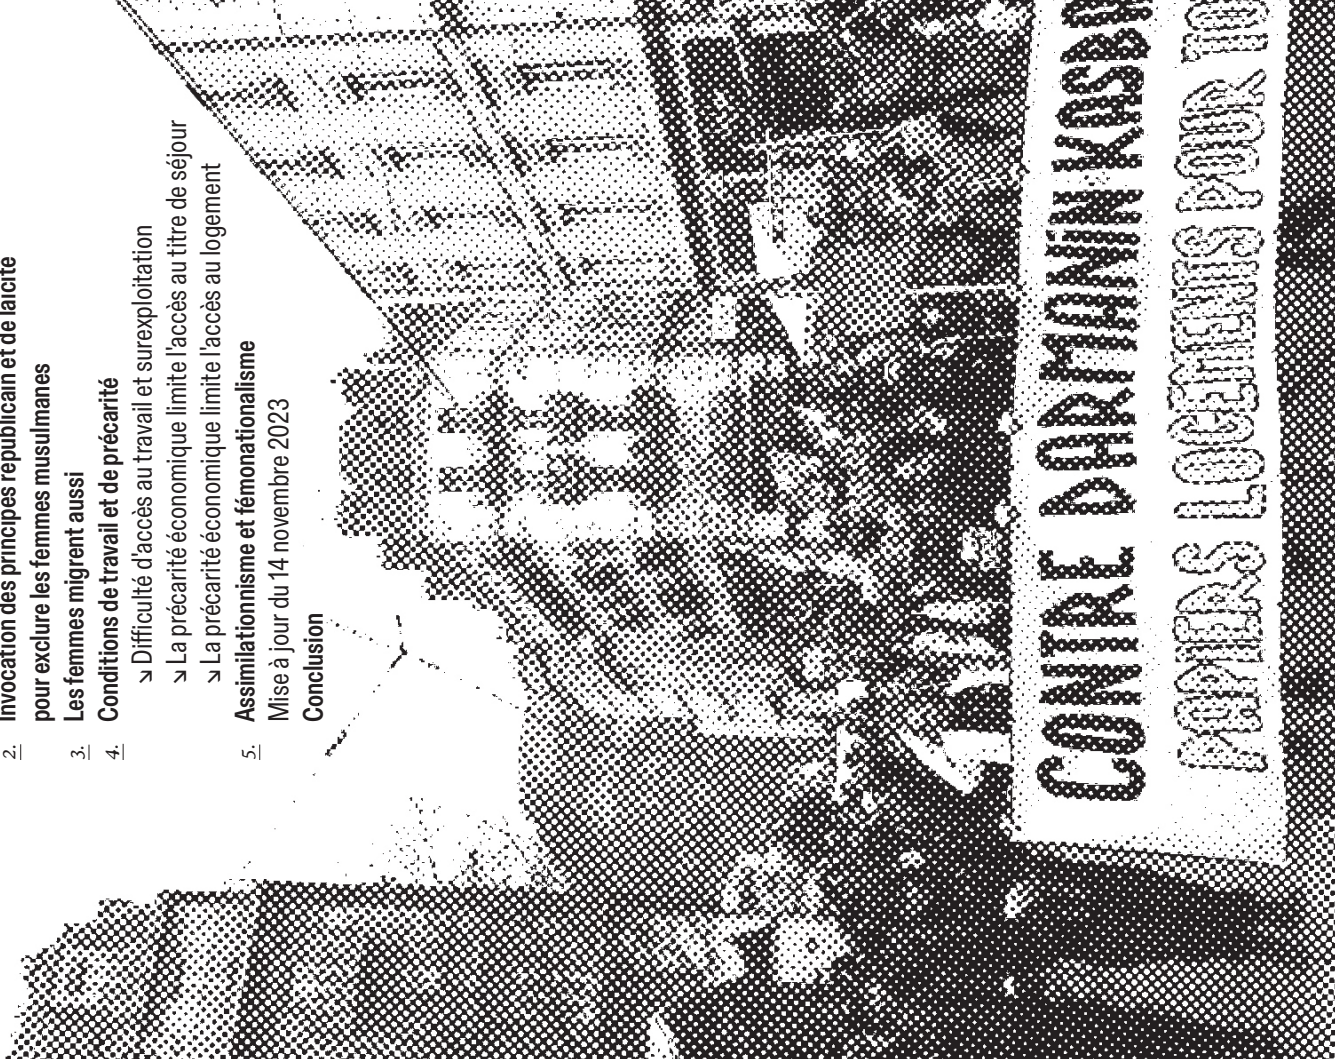 2. Invocation des principes républicain et de laïcité
pour exclure les femmes musulmanes
3. Les femmes migrent aussi
4. Conditions de travail et de précarité
↘ Difficulté d'accès au travail et surexploitation
↘ La précarité économique limite l'accès au titre de séjour
↘ La précarité économique limite l'accès au logement
5. Assimilationnisme et fémonationalisme
Mise à jour du 14 novembre 2023
Conclusion
CONTRE DARMANIN KASBA
PAPIERS LOGEMENTS POUR TO